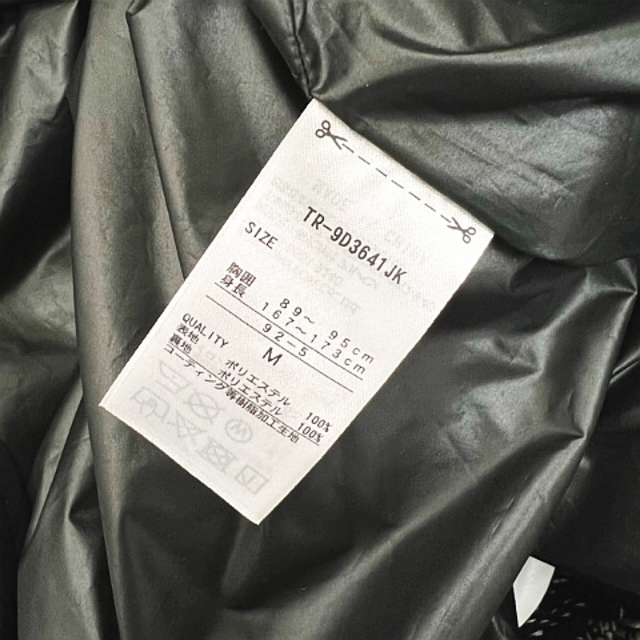 TR-9D3641JK
SIZE
胸囲 89～ 95cm
身長 167～173cm
92-5
M
QUALITY
表地 ポリエステル 100%
裏地 ポリエステル 100%
コーティング等樹脂加工生地